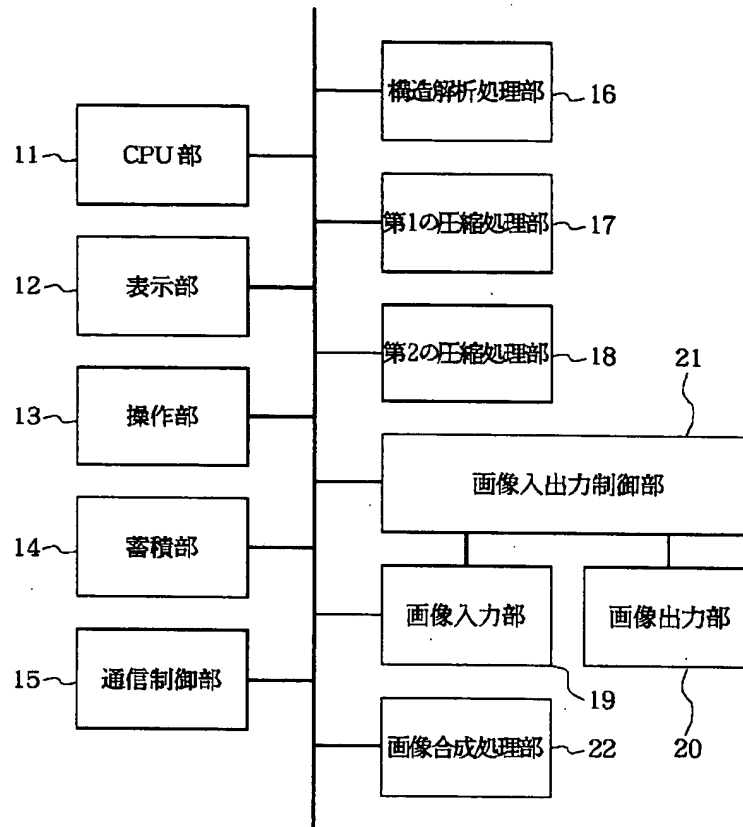 11
CPU部
12
表示部
13
操作部
14
蓄積部
15
通信制御部
構造解析処理部
16
第1の圧縮処理部
17
第2の圧縮処理部
18
21
画像入出力制御部
画像入力部
19
画像出力部
20
画像合成処理部
22